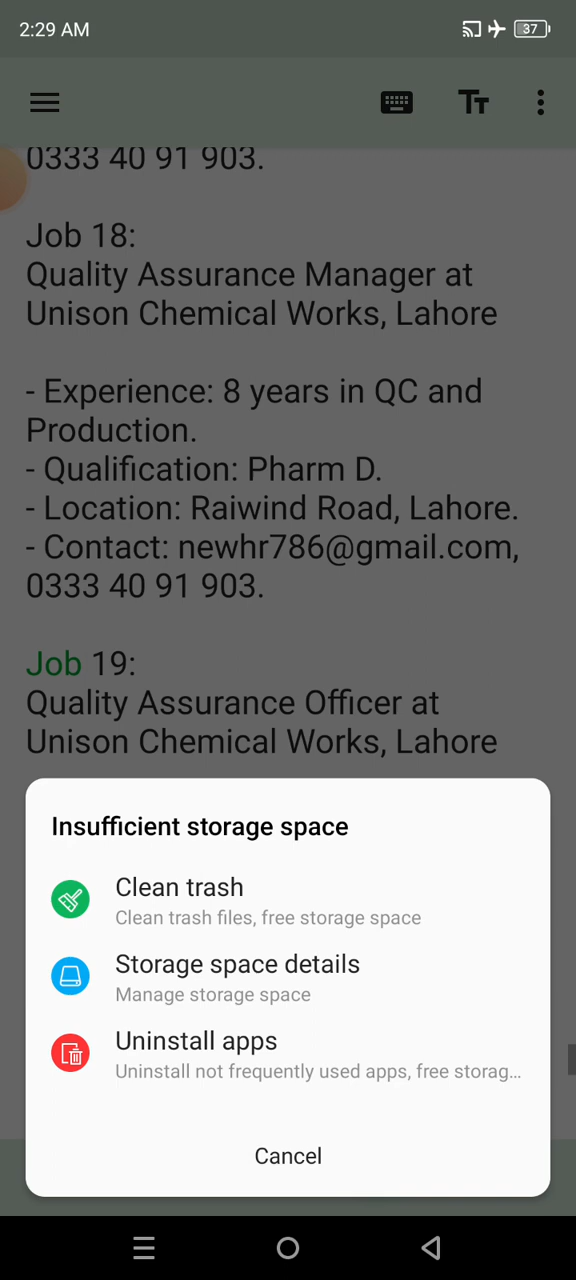 2:29 AM
37
0333 40 91 903.
Job 18:
Quality Assurance Manager at
Unison Chemical Works, Lahore
- Experience: 8 years in QC and
Production.
- Qualification: Pharm D.
- Location: Raiwind Road, Lahore.
- Contact: newhr786@gmail.com,
0333 40 91 903.
Job 19:
Quality Assurance Officer at
Unison Chemical Works, Lahore
Insufficient storage space
Clean trash
Clean trash files, free storage space
Storage space details
Manage storage space
Uninstall apps
Uninstall not frequently used apps, free storag...
Cancel